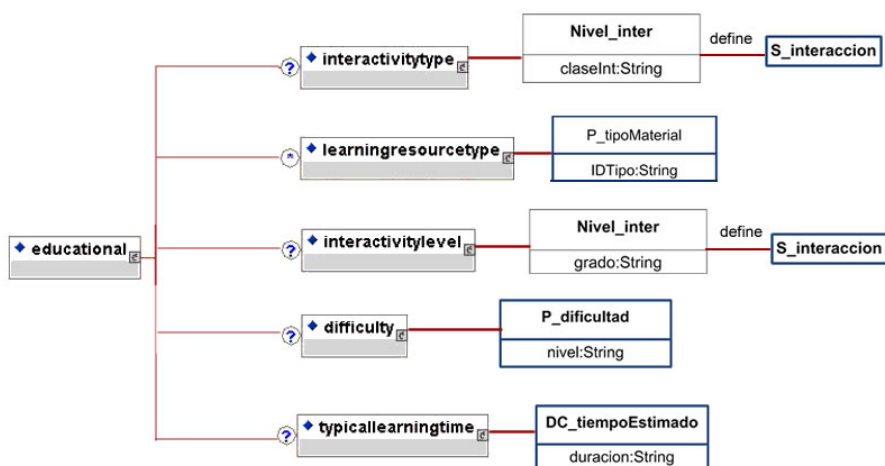 Nivel_inter
define
? interactivitytype
S_interaccion
claseInt:String
P_tipoMaterial
* learningresourcetype
IDTipo:String
Nivel_inter
define
educational
? interactivitylevel
S_interaccion
grado:String
P_dificultad
? difficulty
nivel:String
DC_tiempoEstimado
? typicallearningtime
duracion:String